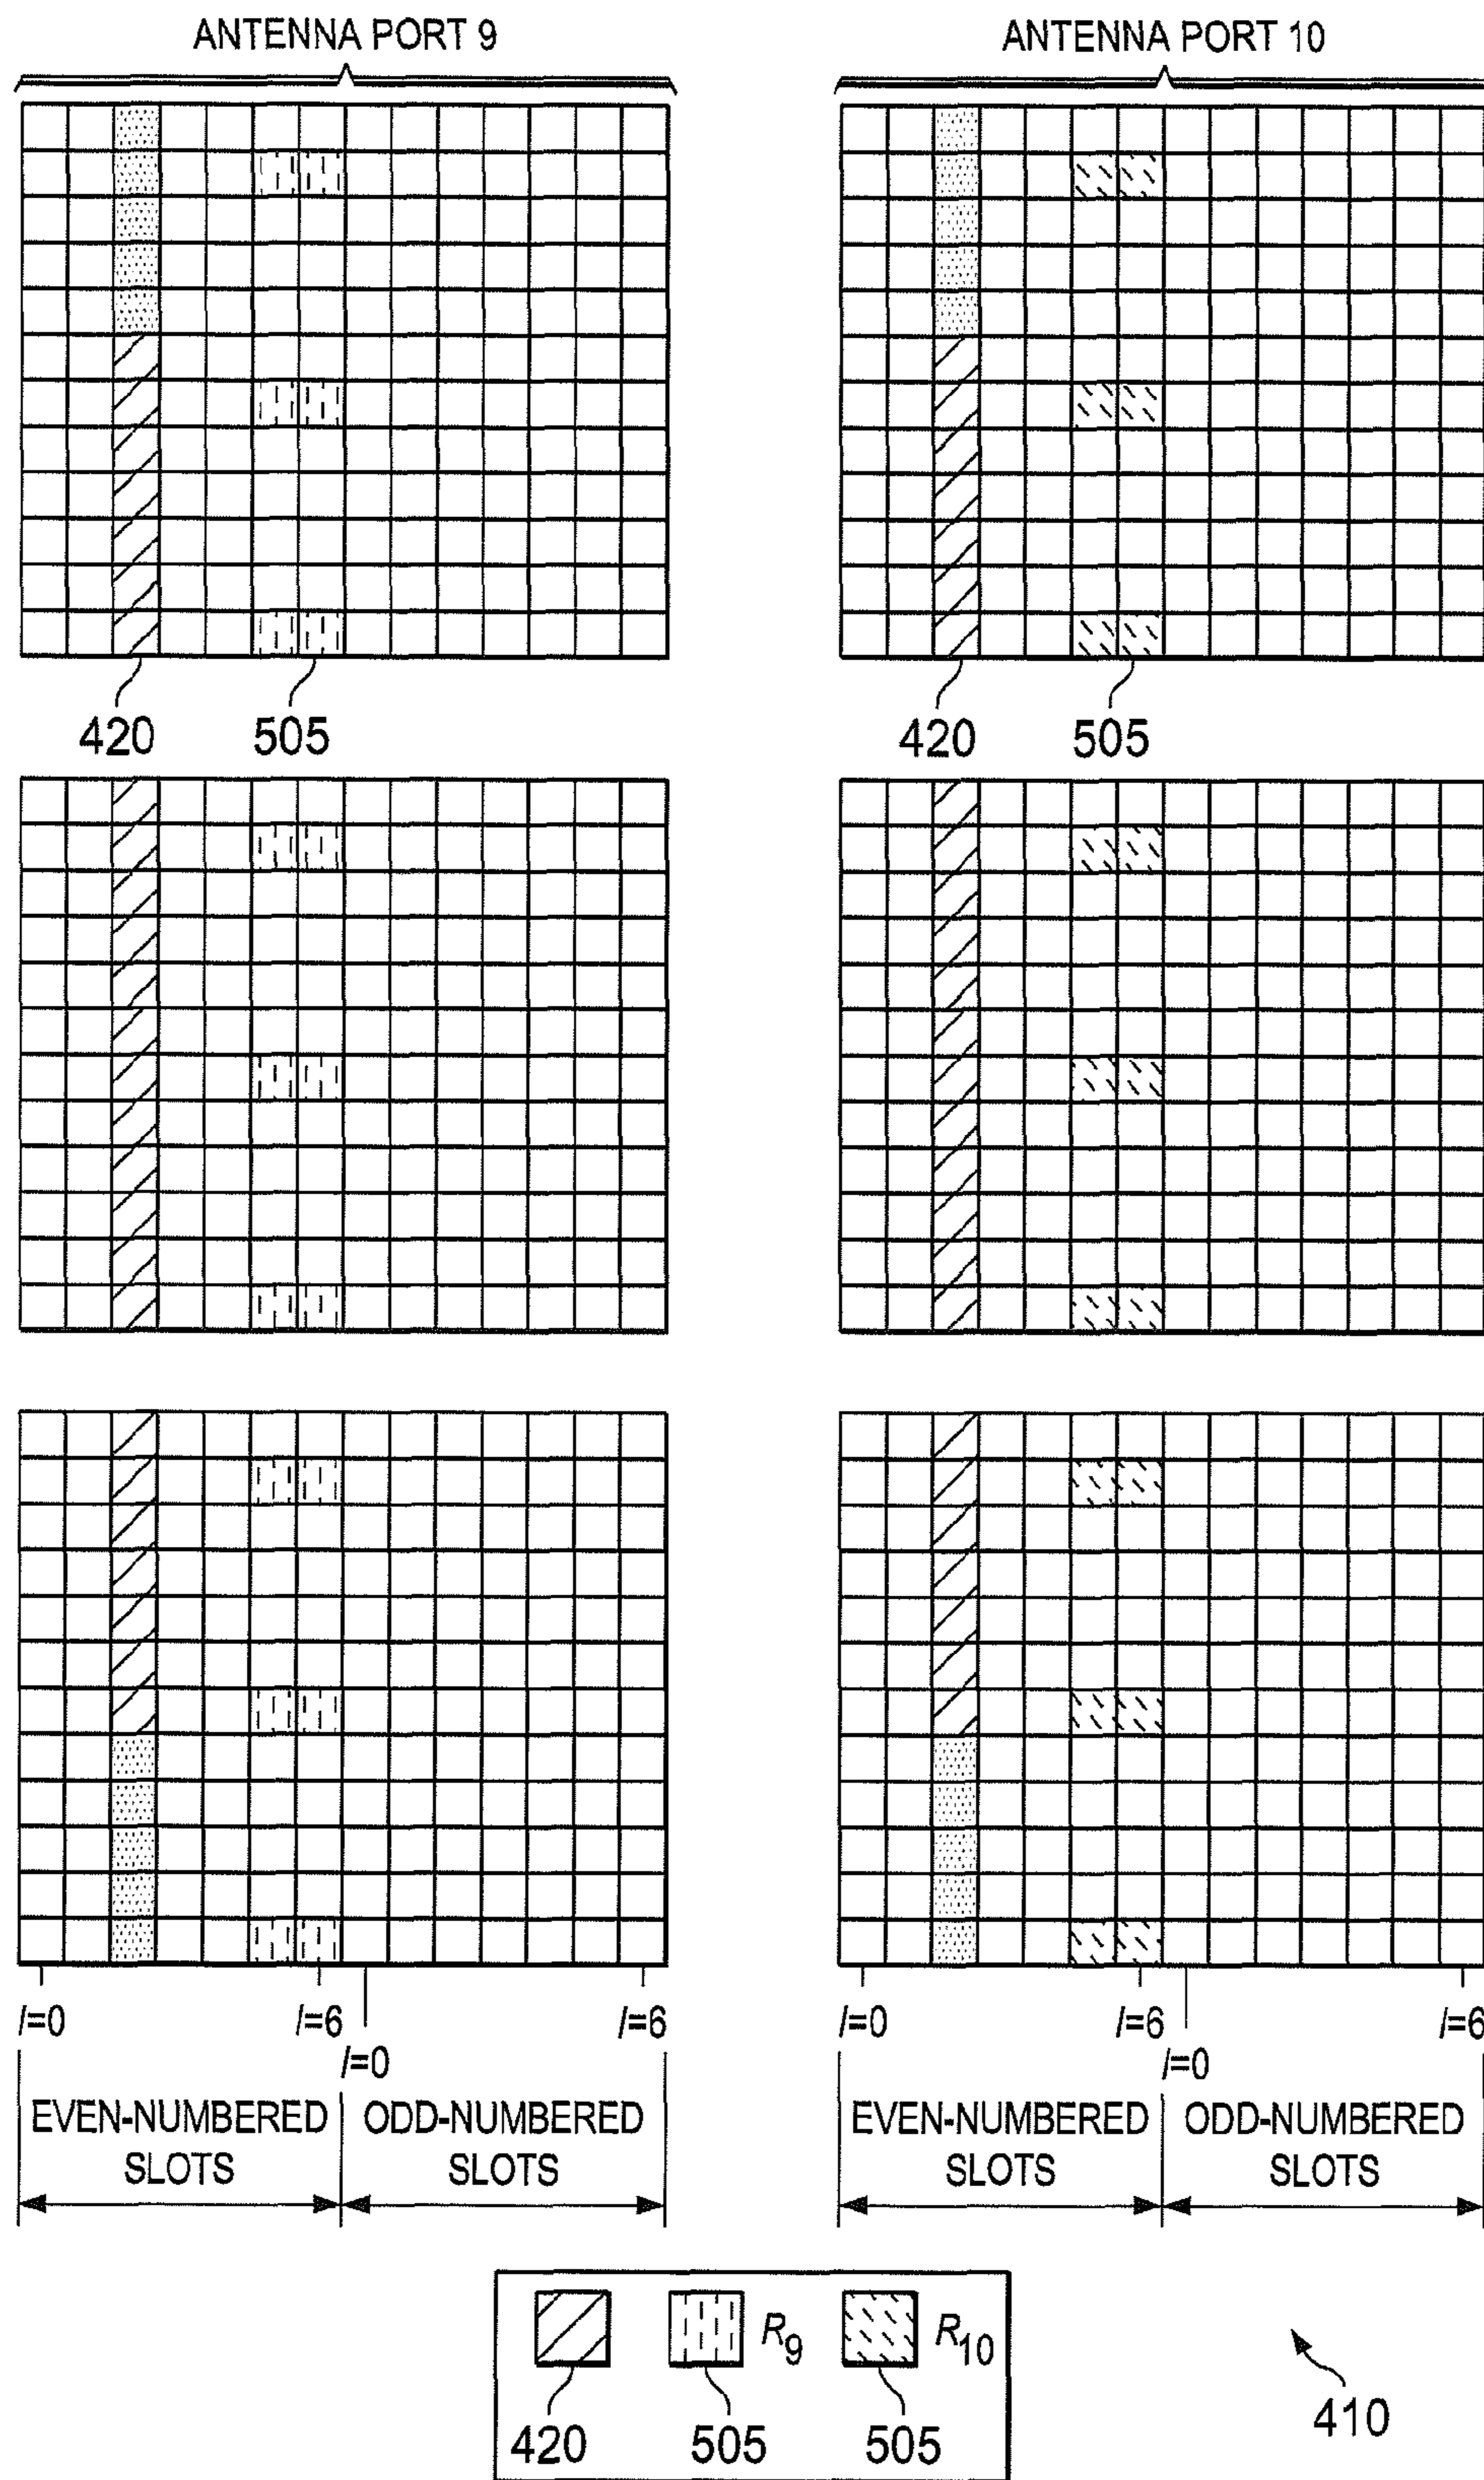 ANTENNA PORT 9
ANTENNA PORT 10
420
505
420
505
l=0
l=6
l=6
l=0
l=0
l=6
l=6
l=0
EVEN-NUMBERED SLOTS
ODD-NUMBERED SLOTS
EVEN-NUMBERED SLOTS
ODD-NUMBERED SLOTS
R9
R10
420
505
505
410